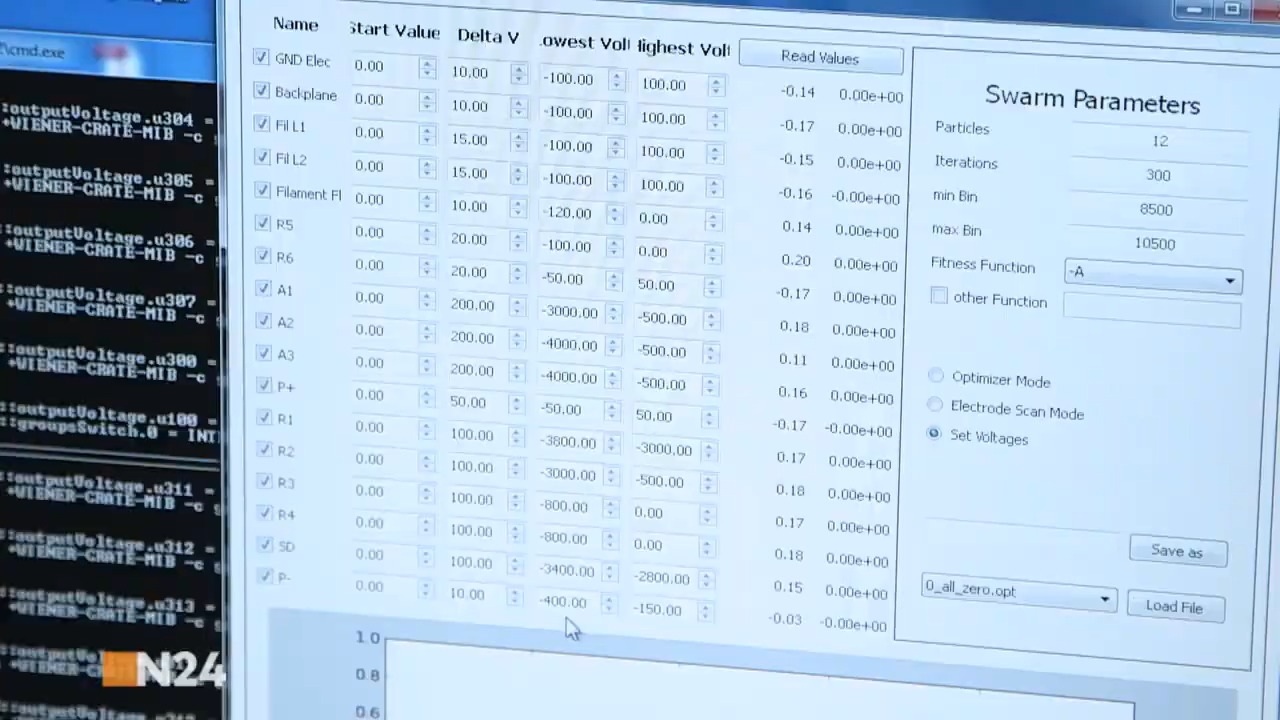 \cmd.exe
:outputVoltage.u304 =
+WIENER-CRATE-MIB -c
:outputVoltage.u305 =
+WIENER-CRATE-MIB -c
:outputVoltage.u306 =
+WIENER-CRATE-MIB -c
:outputVoltage.u307 =
+WIENER-CRATE-MIB -c
::outputVoltage.u300 =
+WIENER-CRATE-MIB -c
::outputVoltage.u100 =
::groupsSwitch.0 = INT
::outputVoltage.u311 =
+WIENER-CRATE-MIB -c
::outputVoltage.u312 =
+WIENER-CRATE-MIB -c
::outputVoltage.u313 =
+WIENER-CRATE-MIB -c
Name Start Value Delta V owest Volt Highest Volt
Read Values
GND Elec 0.00 10.00 -100.00 100.00 -0.14 0.00e+00
Backplane 0.00 10.00 -100.00 100.00 -0.17 0.00e+00
Fil L1 0.00 15.00 -100.00 100.00 -0.15 0.00e+00
Fil L2 0.00 15.00 -100.00 100.00 -0.16 -0.00e+00
Filament Fl 0.00 10.00 -120.00 0.00 0.14 0.00e+00
R5 0.00 20.00 -100.00 0.00 0.20 0.00e+00
R6 0.00 20.00 -50.00 50.00 -0.17 0.00e+00
A1 0.00 200.00 -3000.00 -500.00 0.18 0.00e+00
A2 0.00 200.00 -4000.00 -500.00 0.11 0.00e+00
A3 0.00 200.00 -4000.00 -500.00 0.16 0.00e+00
P+ 0.00 50.00 -50.00 50.00 -0.17 -0.00e+00
R1 0.00 100.00 -3800.00 -3000.00 0.17 0.00e+00
R2 0.00 100.00 -3000.00 -500.00 0.18 0.00e+00
R3 0.00 100.00 -800.00 0.00 0.17 0.00e+00
R4 0.00 100.00 -800.00 0.00 0.18 0.00e+00
SD 0.00 100.00 -3400.00 -2800.00 0.15 0.00e+00
P- 0.00 10.00 -400.00 -150.00 -0.03 -0.00e+00
Swarm Parameters
Particles 12
Iterations 300
min Bin 8500
max Bin 10500
Fitness Function -A
other Function
Optimizer Mode
Electrode Scan Mode
Set Voltages
Save as
0_all_zero.opt Load File
1 0
0.8
0.6
N24